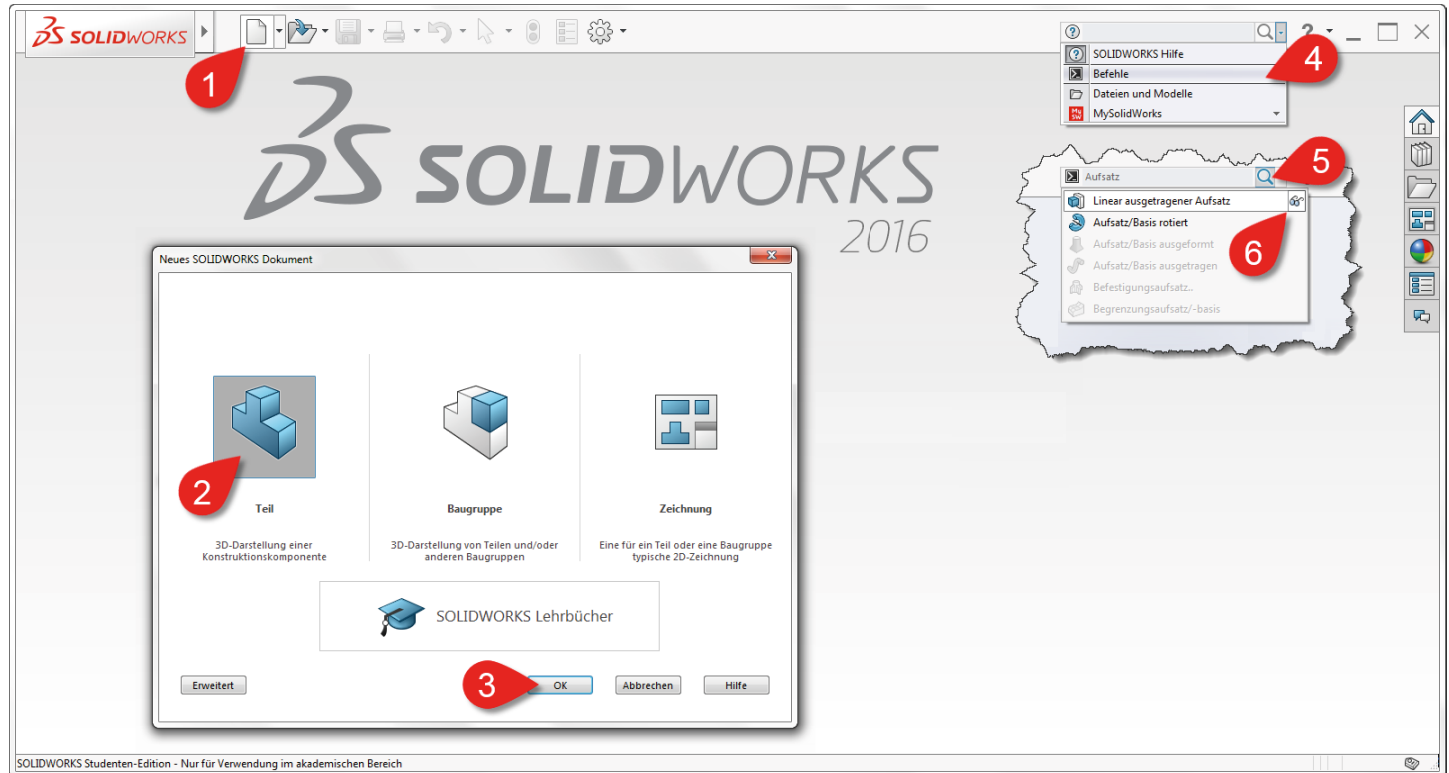 SOLIDWORKS
?
1
SOLIDWORKS Hilfe
Befehle
Dateien und Modelle
MySolidWorks
4
SOLIDWORKS
2016
Aufsatz
5
Linear ausgetragener Aufsatz
Aufsatz/Basis rotiert
Aufsatz/Basis ausgeformt
Aufsatz/Basis ausgetragen
Befestigungsaufsatz..
Begrenzungsaufsatz/-basis
6
Neues SOLIDWORKS Dokument
2
Teil
Baugruppe
Zeichnung
3D-Darstellung einer
Konstruktionskomponente
3D-Darstellung von Teilen und/oder
anderen Baugruppen
Eine für ein Teil oder eine Baugruppe
typische 2D-Zeichnung
SOLIDWORKS Lehrbücher
Erweitert
3
OK
Abbrechen
Hilfe
SOLIDWORKS Studenten-Edition - Nur für Verwendung im akademischen Bereich